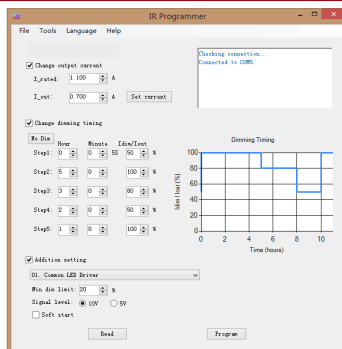 IR Programmer
File Tools Language Help
Checking connection...
Connected to COM5
Change output current
I_rated: 1.100 A
I_out: 0.700 A Set current
Change dimming timing
No Dim Hour Minute Idim/Iout
Step1: 0 0 5S 50 %
Step2: 5 0 100 %
Step3: 3 0 80 %
Step4: 2 0 50 %
Step5: 1 0 100 %
Dimming Timing
Idim Iout (%)
100
80
60
40
20
0
0 2 4 6 8 10
Time (hours)
Addition setting
01. Common LED Driver
Min dim limit: 20 %
Signal level: 10V 5V
Soft start
Read Program